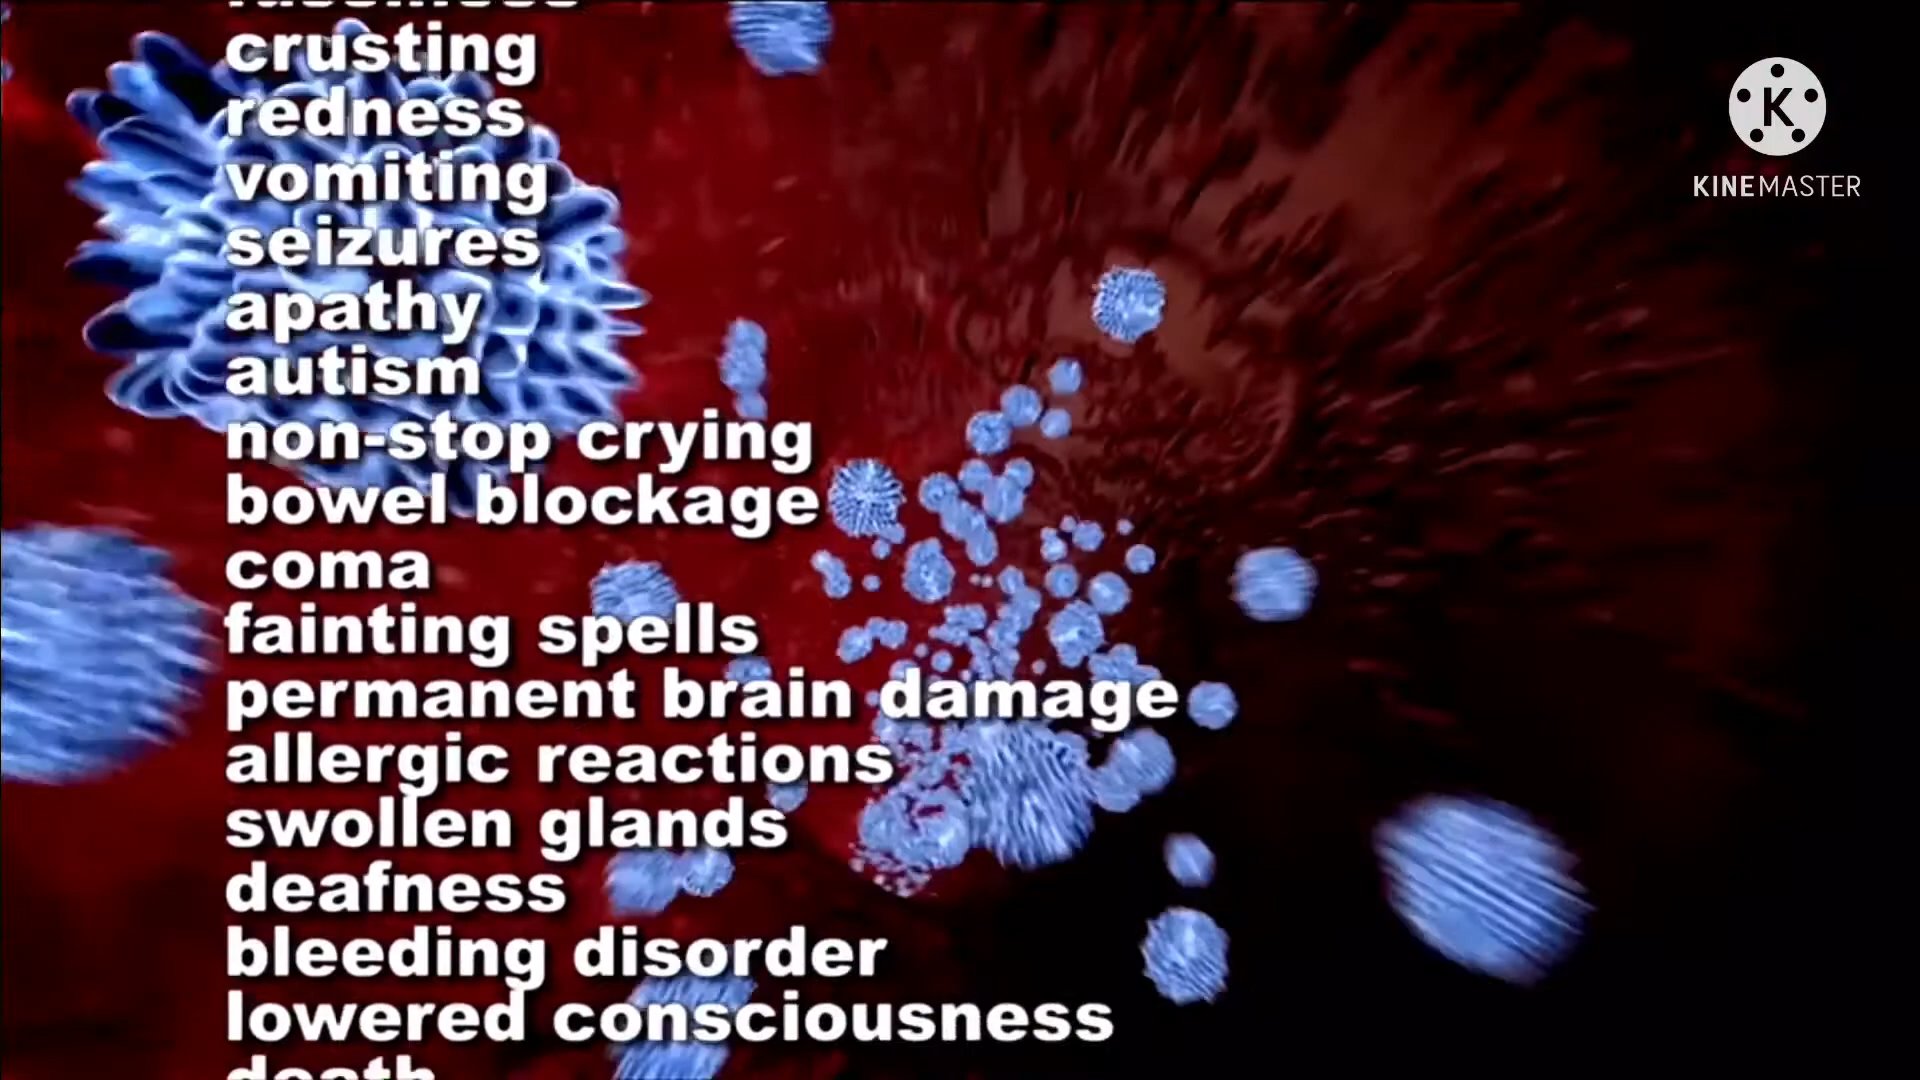 crusting
redness
vomiting
seizures
apathy
autism
non-stop crying
bowel blockage
coma
fainting spells
permanent brain damage
allergic reactions
swollen glands
deafness
bleeding disorder
lowered consciousness
death
K
KINEMASTER